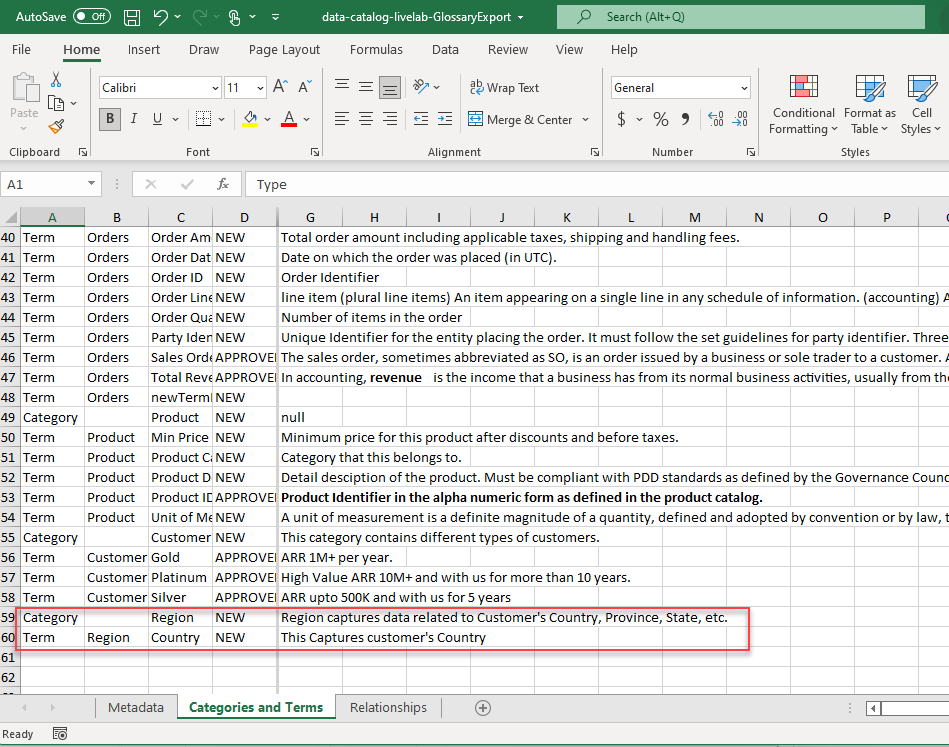 AutoSave Off data-catalog-livelab-GlossaryExport Search (Alt+Q)
File Home Insert Draw Page Layout Formulas Data Review View Help
Paste
Calibri 11
B I U
Wrap Text
Merge & Center
General
$ % 9
Conditional Formatting
Format as Table
Cell Styles
Clipboard Font Alignment Number Styles
A1 fx Type
A B C D G H I J K L M N O P
40 Term Orders Order Am NEW Total order amount including applicable taxes, shipping and handling fees.
41 Term Orders Order Dat NEW Date on which the order was placed (in UTC).
42 Term Orders Order ID NEW Order Identifier
43 Term Orders Order Line NEW line item (plural line items) An item appearing on a single line in any schedule of information. (accounting) A
44 Term Orders Order Qua NEW Number of items in the order
45 Term Orders Party Iden NEW Unique Identifier for the entity placing the order. It must follow the set guidelines for party identifier. Three
46 Term Orders Sales Orde APPROVE The sales order, sometimes abbreviated as SO, is an order issued by a business or sole trader to a customer. A
47 Term Orders Total Reve APPROVE In accounting, revenue is the income that a business has from its normal business activities, usually from the
48 Term Orders newTerm NEW
49 Category Product NEW null
50 Term Product Min Price NEW Minimum price for this product after discounts and before taxes.
51 Term Product Product Ca NEW Category that this belongs to.
52 Term Product Product D NEW Detail desciption of the product. Must be compliant with PDD standards as defined by the Governance Counc
53 Term Product Product ID APPROVE Product Identifier in the alpha numeric form as defined in the product catalog.
54 Term Product Unit of Me NEW A unit of measurement is a definite magnitude of a quantity, defined and adopted by convention or by law, t
55 Category Customer NEW This category contains different types of customers.
56 Term Customer Gold APPROVE ARR 1M+ per year.
57 Term Customer Platinum APPROVE High Value ARR 10M+ and with us for more than 10 years.
58 Term Customer Silver APPROVE ARR upto 500K and with us for 5 years
59 Category Region NEW Region captures data related to Customer's Country, Province, State, etc.
60 Term Region Country NEW This Captures customer's Country
61
62
Metadata Categories and Terms Relationships
Ready